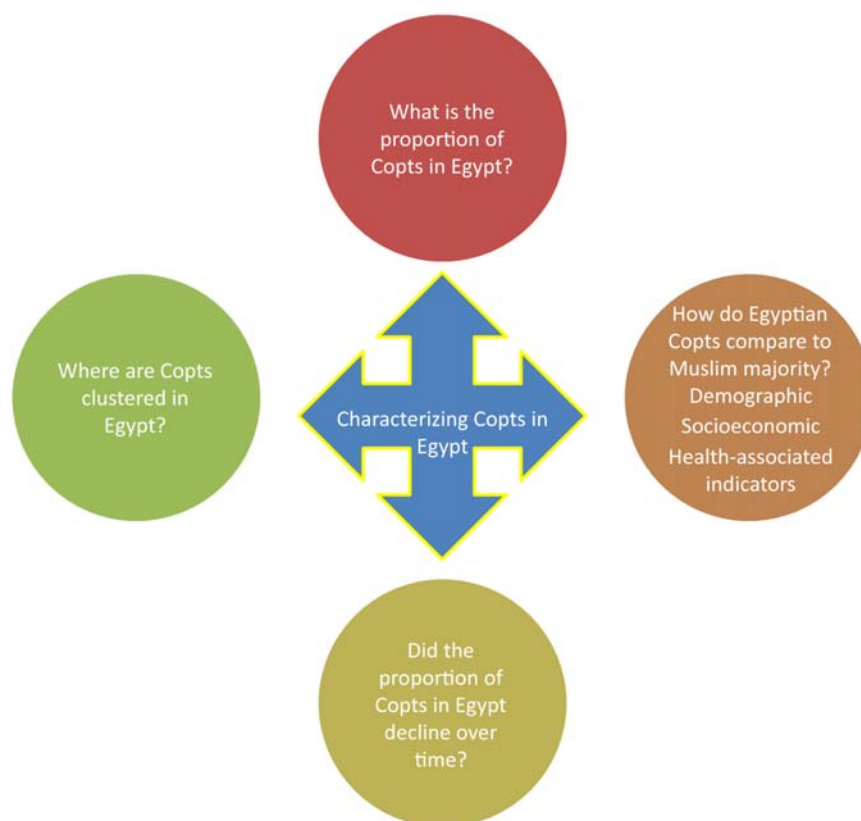 What is the
proportion of
Copts in Egypt?
Where are Copts
clustered in
Egypt?
Characterizing Copts in
Egypt
How do Egyptian
Copts compare to
Muslim majority?
Demographic
Socioeconomic
Health-associated
indicators
Did the
proportion of
Copts in Egypt
decline over
time?